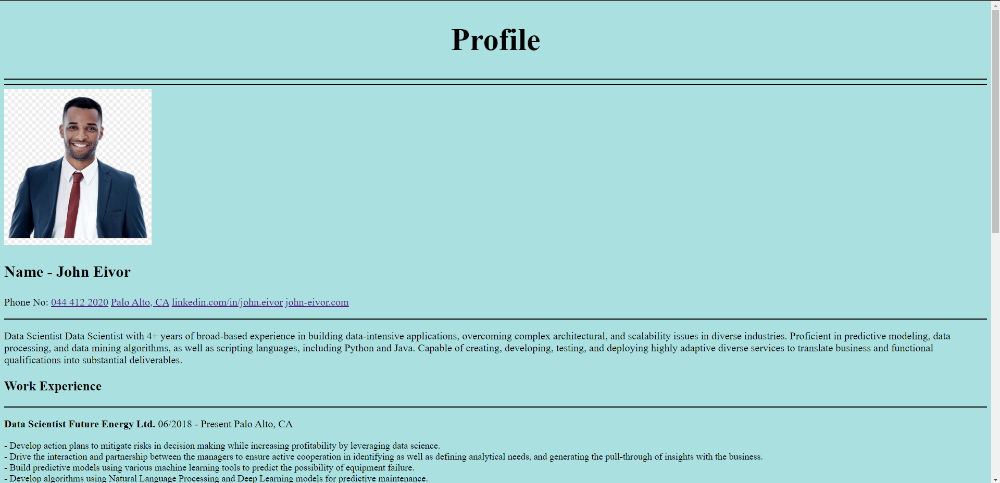 Profile
Name - John Eivor
Phone No: 044 412 2020 Palo Alto, CA linkedin.com/in/john.eivor john-eivor.com
Data Scientist Data Scientist with 4+ years of broad-based experience in building data-intensive applications, overcoming complex architectural, and scalability issues in diverse industries. Proficient in predictive modeling, data
processing, and data mining algorithms, as well as scripting languages, including Python and Java. Capable of creating, developing, testing, and deploying highly adaptive diverse services to translate business and functional
qualifications into substantial deliverables.
Work Experience
Data Scientist Future Energy Ltd. 06/2018 - Present Palo Alto, CA
- Develop action plans to mitigate risks in decision making while increasing profitability by leveraging data science.
- Drive the interaction and partnership between the managers to ensure active cooperation in identifying as well as defining analytical needs, and generating the pull-through of insights with the business.
- Build predictive models using various machine learning tools to predict the possibility of equipment failure.
- Develop algorithms using Natural Language Processing and Deep Learning models for predictive maintenance.